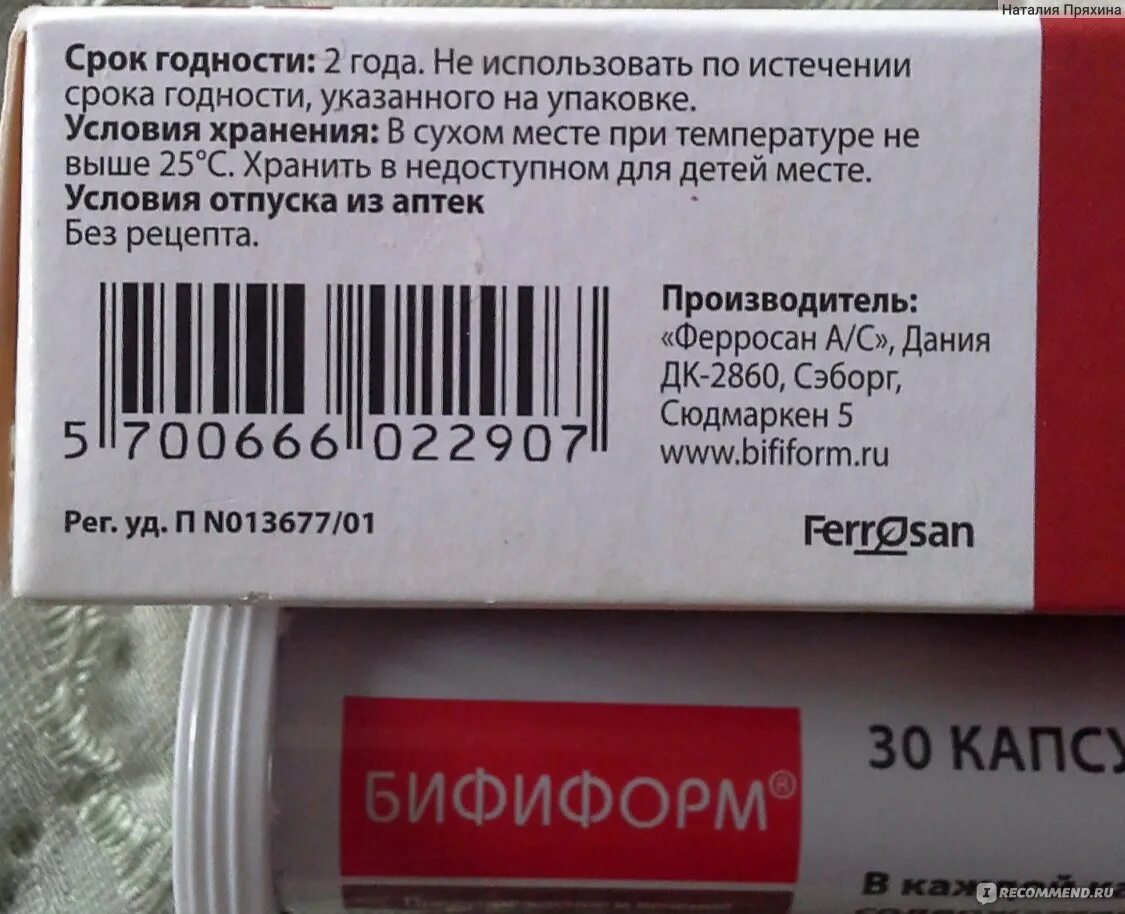 Наталия Пряхина
Срок годности: 2 года. Не использовать по истечении
срока годности, указанного на упаковке.
Условия хранения: В сухом месте при температуре не
выше 25°С. Хранить в недоступном для детей месте.
Условия отпуска из аптек
Без рецепта.
5 700666 022907
Производитель:
«Ферросан А/С», Дания
ДК-2860, Сэборг,
Сюдмаркен 5
www.bifiform.ru
Рег. уд. П N013677/01
Ferrosan
БИФИФОРМ®
30 КАПСУ
В каждой
IRECOMMEND.RU